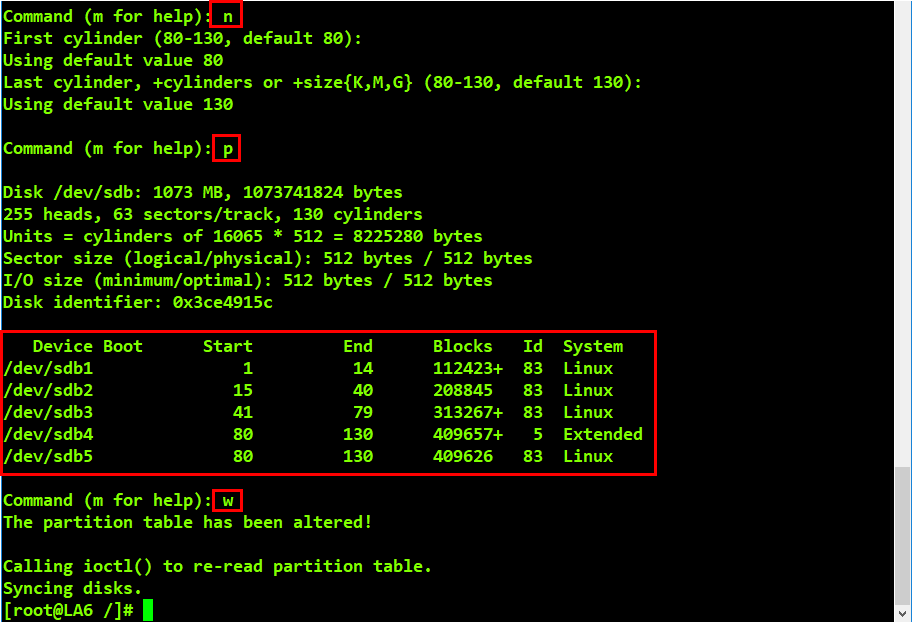 Command (m for help): n
First cylinder (80-130, default 80):
Using default value 80
Last cylinder, +cylinders or +size{K,M,G} (80-130, default 130):
Using default value 130
Command (m for help): p
Disk /dev/sdb: 1073 MB, 1073741824 bytes
255 heads, 63 sectors/track, 130 cylinders
Units = cylinders of 16065 * 512 = 8225280 bytes
Sector size (logical/physical): 512 bytes / 512 bytes
I/O size (minimum/optimal): 512 bytes / 512 bytes
Disk identifier: 0x3ce4915c
   Device Boot      Start         End      Blocks   Id  System
/dev/sdb1               1          14      112423+  83  Linux
/dev/sdb2              15          40      208845   83  Linux
/dev/sdb3              41          79      313267+  83  Linux
/dev/sdb4              80         130      409657+   5  Extended
/dev/sdb5              80         130      409626   83  Linux
Command (m for help): w
The partition table has been altered!
Calling ioctl() to re-read partition table.
Syncing disks.
[root@LA6 /]#